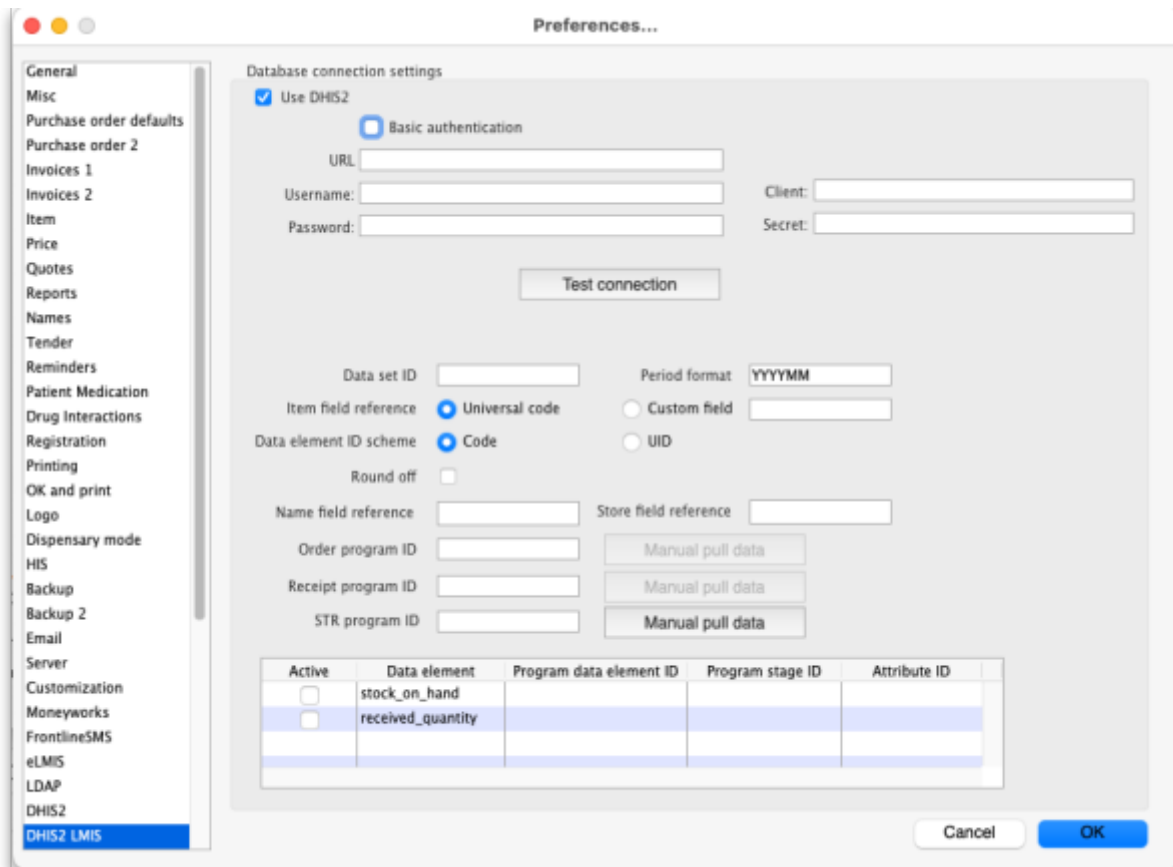 Preferences...
General
Misc
Purchase order defaults
Purchase order 2
Invoices 1
Invoices 2
Item
Price
Quotes
Reports
Names
Tender
Reminders
Patient Medication
Drug Interactions
Registration
Printing
OK and print
Logo
Dispensary mode
HIS
Backup
Backup 2
Email
Server
Customization
Moneyworks
FrontlineSMS
eLMIS
LDAP
DHIS2
DHIS2 LMIS
Database connection settings
Use DHIS2
Basic authentication
URL
Username: Client:
Password: Secret:
Test connection
Data set ID Period format YYYYMM
Item field reference Universal code Custom field
Data element ID scheme Code UID
Round off
Name field reference Store field reference
Order program ID Manual pull data
Receipt program ID Manual pull data
STR program ID Manual pull data
Active Data element Program data element ID Program stage ID Attribute ID
stock_on_hand
received_quantity
Cancel OK